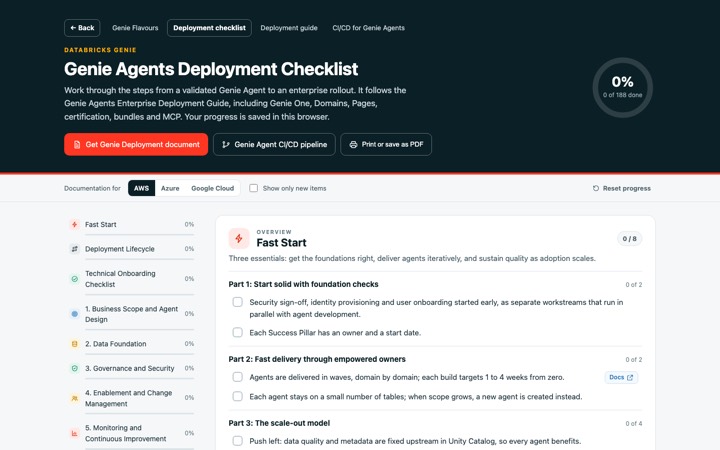 ← Back
Genie Flavours
Deployment checklist
Deployment guide
CI/CD for Genie Agents
DATABRICKS GENIE
Genie Agents Deployment Checklist
Work through the steps from a validated Genie Agent to an enterprise rollout. It follows the
Genie Agents Enterprise Deployment Guide, including Genie One, Domains, Pages,
certification, bundles and MCP. Your progress is saved in this browser.
0%
0 of 188 done
Get Genie Deployment document
Genie Agent CI/CD pipeline
Print or save as PDF
Documentation for
AWS
Azure
Google Cloud
Show only new items
Reset progress
Fast Start
0%
Deployment Lifecycle
0%
Technical Onboarding
Checklist
0%
1. Business Scope and Agent
Design
0%
2. Data Foundation
0%
3. Governance and Security
0%
4. Enablement and Change
Management
0%
5. Monitoring and
Continuous Improvement
0%
OVERVIEW
Fast Start
0 / 8
Three essentials: get the foundations right, deliver agents iteratively, and sustain quality as adoption scales.
Part 1: Start solid with foundation checks
0 of 2
Security sign-off, identity provisioning and user onboarding started early, as separate workstreams that run in
parallel with agent development.
Each Success Pillar has an owner and a start date.
Part 2: Fast delivery through empowered owners
0 of 2
Agents are delivered in waves, domain by domain; each build targets 1 to 4 weeks from zero.
Docs
Each agent stays on a small number of tables; when scope grows, a new agent is created instead.
Part 3: The scale-out model
0 of 4
Push left: data quality and metadata are fixed upstream in Unity Catalog, so every agent benefits.